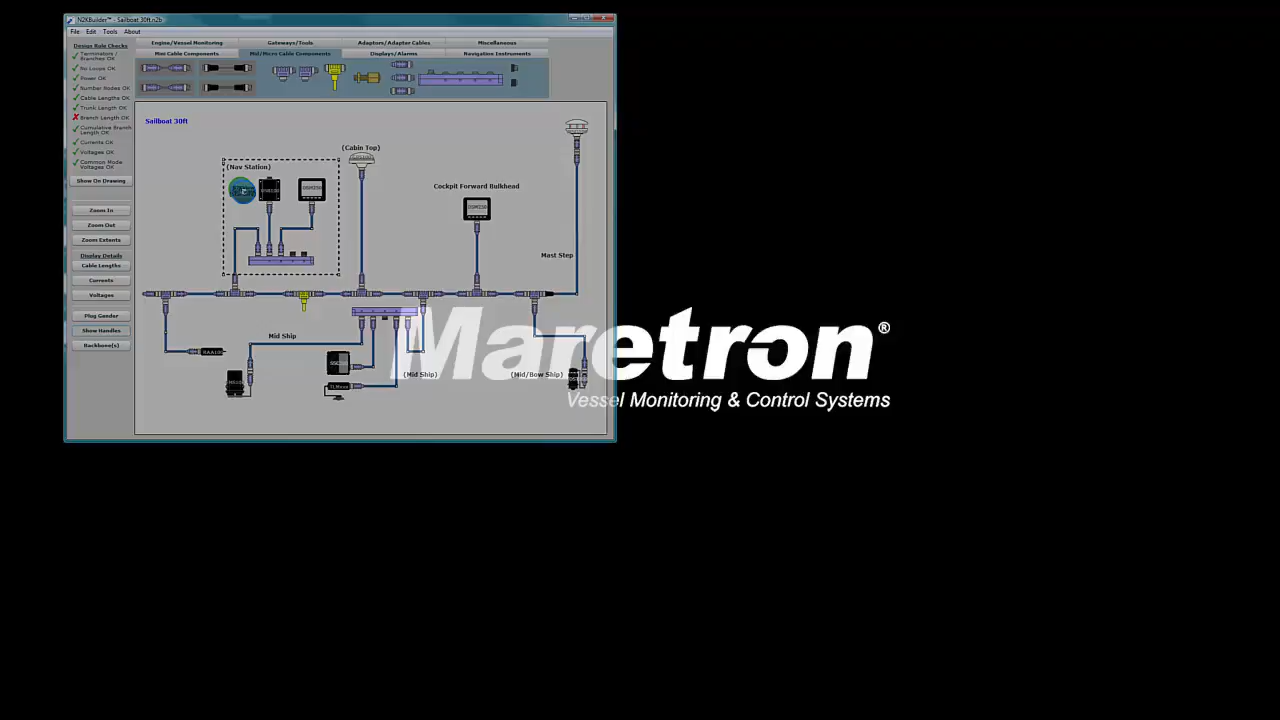 N2KBuilder™ - Sailboat 30ft.n2b
File Edit Tools About
Design Rule Checks
Terminators / Branches OK
No Loops OK
Power OK
Number Nodes OK
Cable Lengths OK
Trunk Length OK
Branch Length OK
Cumulative Branch Length OK
Currents OK
Voltages OK
Common Mode Voltages OK
Show On Drawing
Zoom In
Zoom Out
Zoom Extents
Display Details
Cable Lengths
Currents
Voltages
Plug Gender
Show Handles
Backbone(s)
Engine/Vessel Monitoring Gateways/Tools Adaptors/Adapter Cables Miscellaneous
Mini Cable Components Mid/Micro Cable Components Displays/Alarms Navigation Instruments
Sailboat 30ft
(Cabin Top)
(Nav Station)
DSM250
Cockpit Forward Bulkhead
DSM250
Mast Step
Mid Ship
(Mid Ship)
(Mid/Bow Ship)
Maretron®
Vessel Monitoring & Control Systems